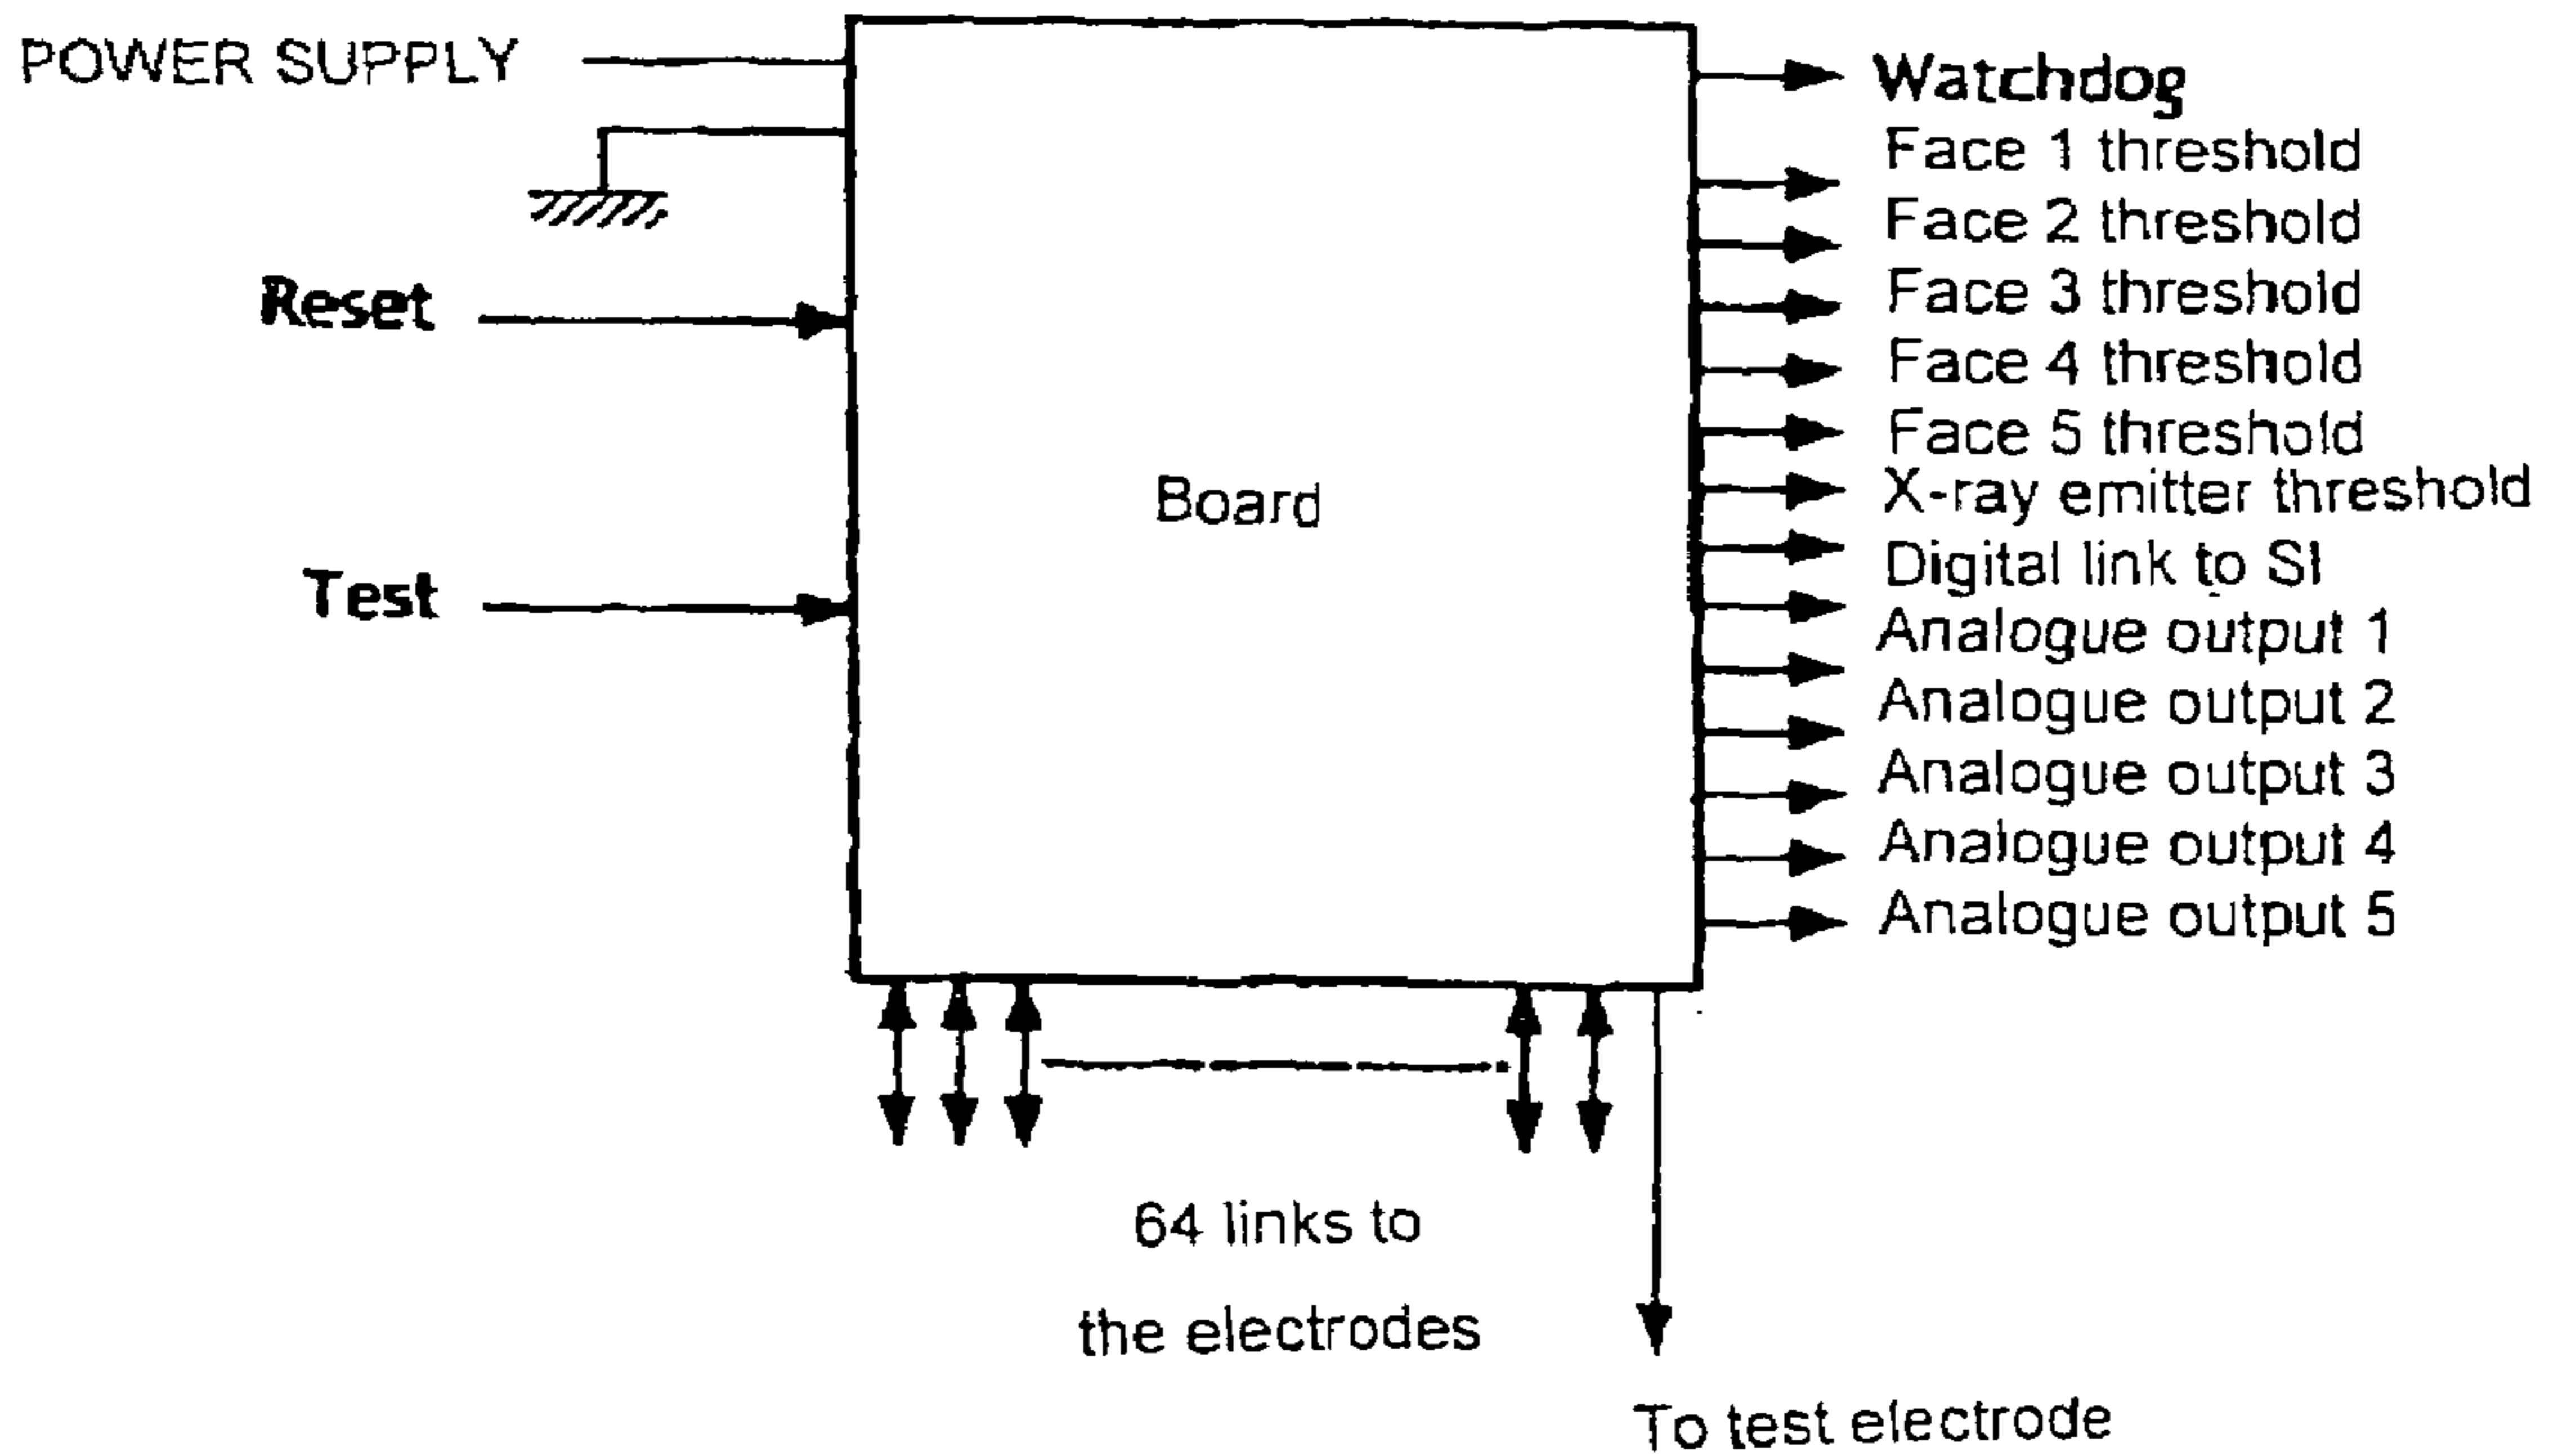 POWER SUPPLY
Reset
Test
Board
Watchdog
Face 1 threshold
Face 2 threshold
Face 3 threshold
Face 4 threshold
Face 5 threshold
X-ray emitter threshold
Digital link to SI
Analogue output 1
Analogue output 2
Analogue output 3
Analogue output 4
Analogue output 5
64 links to
the electrodes
To test electrode